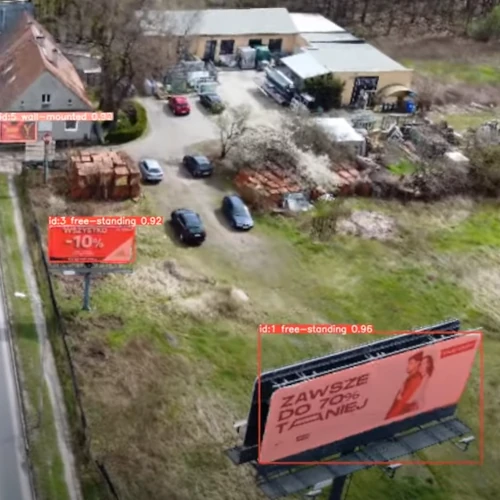 id:5 wall-mounted 0.92
id:3 free-standing 0.92
WSZYSTKO
-10%
id:1 free-standing 0.96
ZAWSZE
DO 70%
TANIEJ